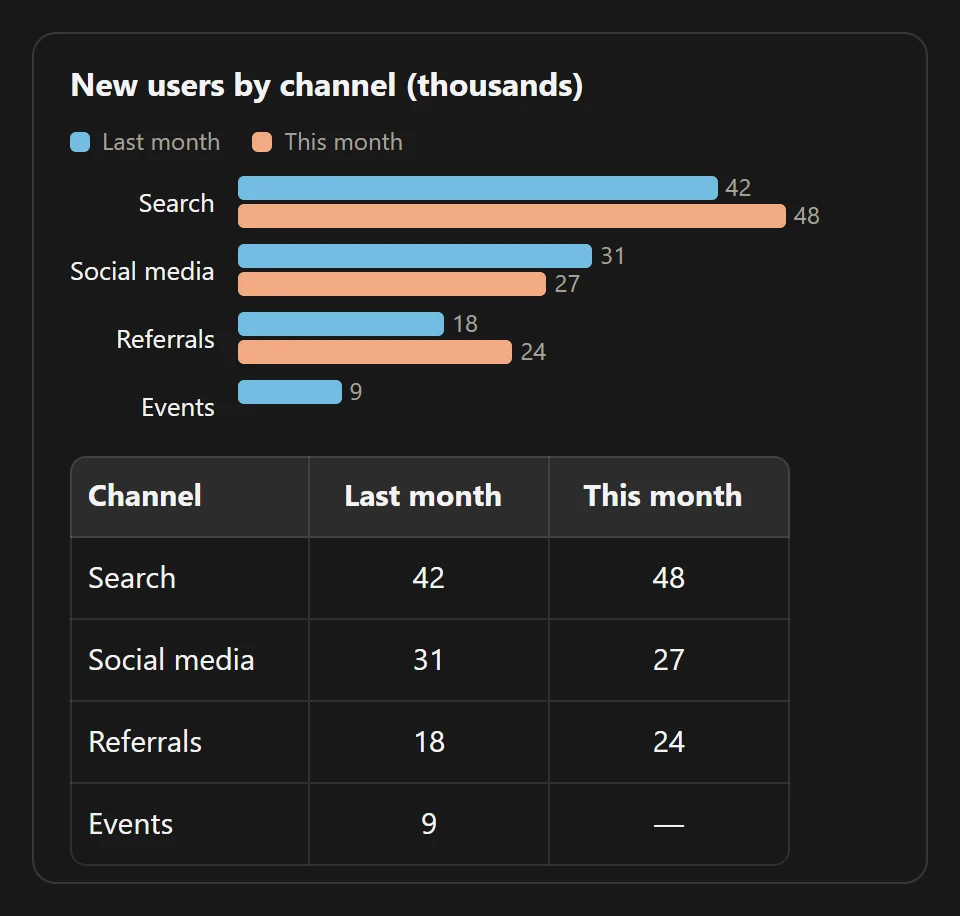 New users by channel (thousands)
Last month This month
Search 42
48
Social media 31
27
Referrals 18
24
Events 9
Channel Last month This month
Search 42 48
Social media 31 27
Referrals 18 24
Events 9 —